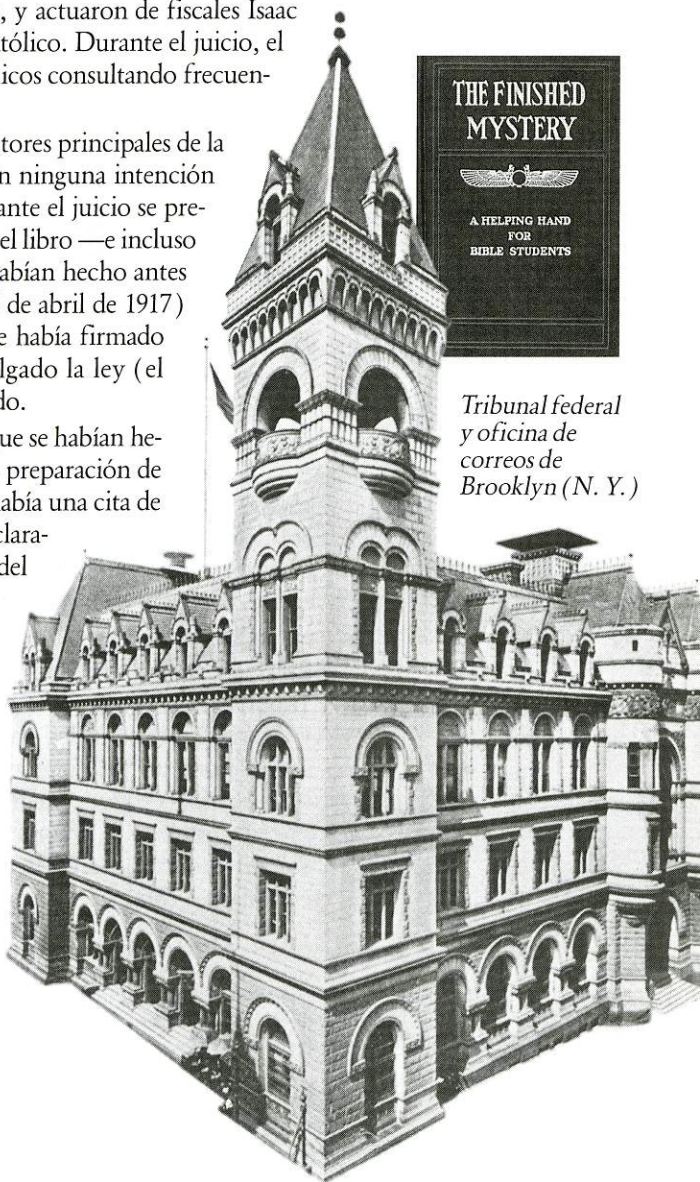 , y actuaron de fiscales Isaac
tólico. Durante el juicio, el
nicos consultando frecuen-
tores principales de la
n ninguna intención
ante el juicio se pre-
el libro —e incluso
abían hecho antes
de abril de 1917)
e había firmado
lgado la ley (el
do.
ue se habían he-
preparación de
abía una cita de
clara-
del
THE FINISHED
MYSTERY
A HELPING HAND
FOR
BIBLE STUDENTS
Tribunal federal
y oficina de
correos de
Brooklyn (N. Y.)